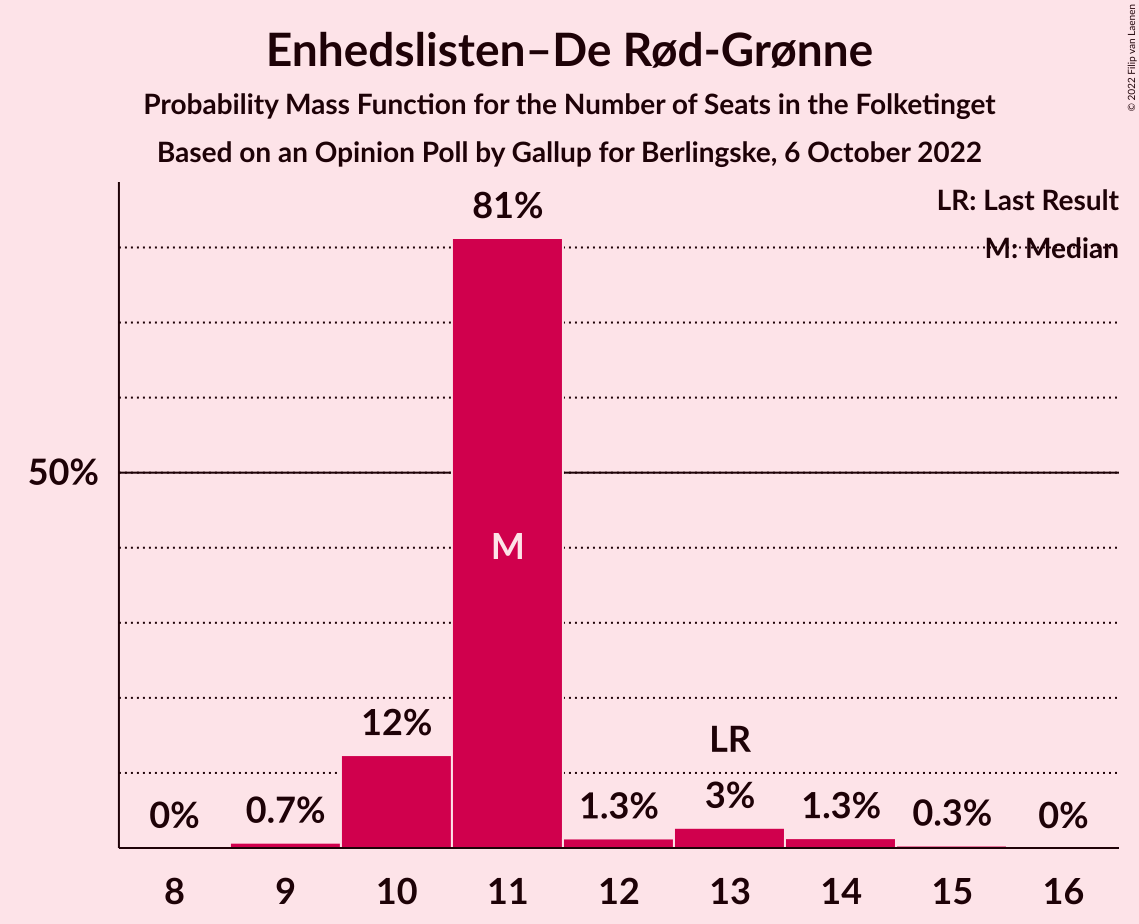 Enhedslisten–De Rød-Grønne
Probability Mass Function for the Number of Seats in the Folketinget
Based on an Opinion Poll by Gallup for Berlingske, 6 October 2022
© 2022 Filip van Laenen
LR: Last Result
M: Median
81%
50%
M
12%
LR
0%
0.7%
1.3%
3%
1.3%
0.3%
0%
8
9
10
11
12
13
14
15
16